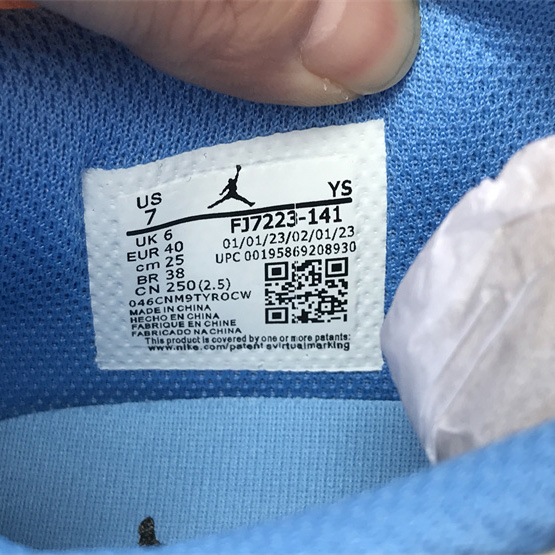 US YS
7
FJ7223-141
UK 6 01/01/23/02/01/23
EUR 40 UPC 00195869208930
cm 25
BR 38
CN 250(2.5)
046CNM9TYROCW
MADE IN CHINA
HECHO EN CHINA
FABRIQUE EN CHINE
FABRICADO NA CHINA
This product is covered by one or more patents:
www.nike.com/patentsvirtualmarking